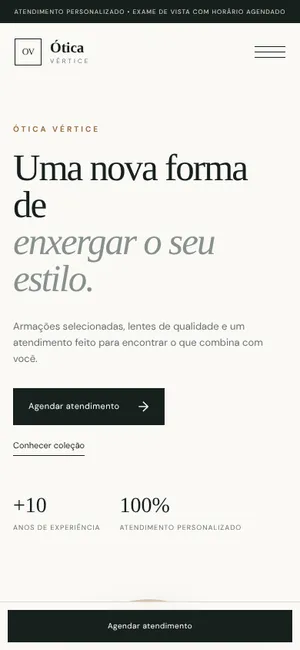 ATENDIMENTO PERSONALIZADO • EXAME DE VISTA COM HORÁRIO AGENDADO
OV
Ótica
VÉRTICE
ÓTICA VÉRTICE
Uma nova forma
de
enxergar o seu
estilo.
Armações selecionadas, lentes de qualidade e um
atendimento feito para encontrar o que combina com
você.
Agendar atendimento →
Conhecer coleção
+10
ANOS DE EXPERIÊNCIA
100%
ATENDIMENTO PERSONALIZADO
Agendar atendimento